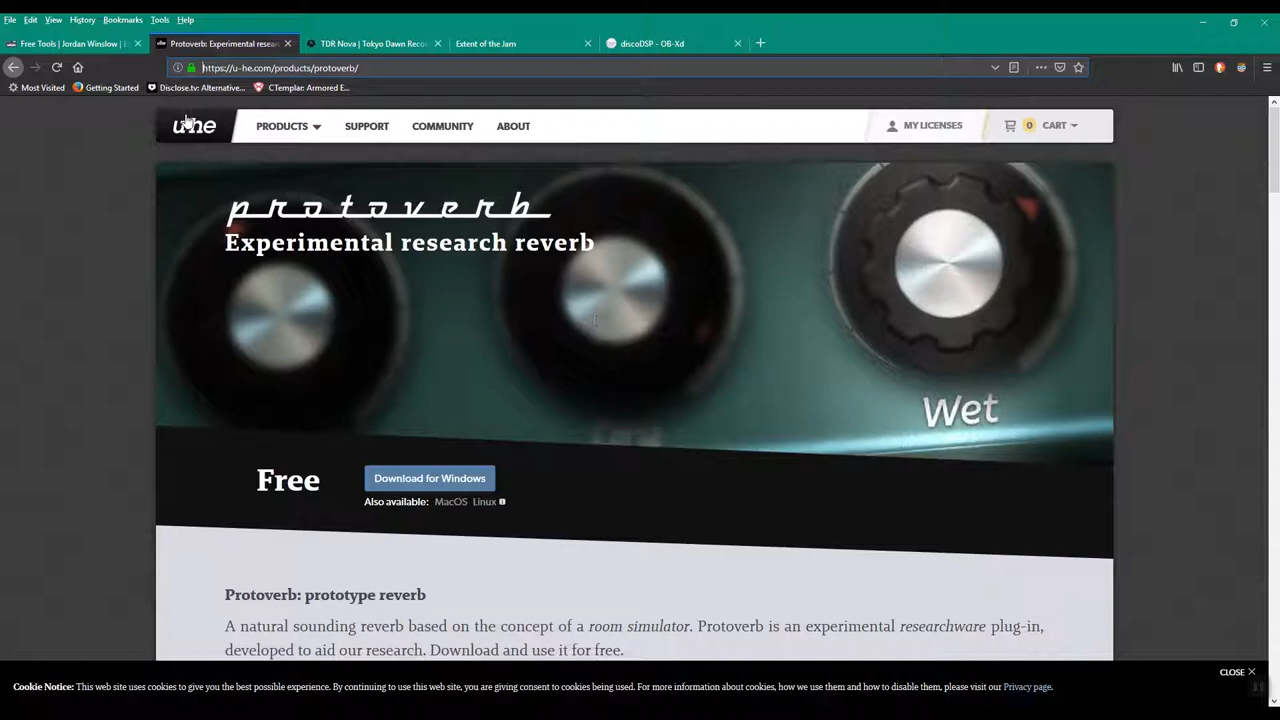 File Edit View History Bookmarks Tools Help
Free Tools | Jordan Winslow | Protoverb: Experimental resear TDR Nova | Tokyo Dawn Reco Extent of the Jam discoDSP - OB-Xd
https://u-he.com/products/protoverb/
Most Visited Getting Started Disclose.tv: Alternative... CTemplar: Armored E...
u-he PRODUCTS SUPPORT COMMUNITY ABOUT MY LICENSES 0 CART
protoverb
Experimental research reverb
Wet
Free Download for Windows
Also available: MacOS Linux
Protoverb: prototype reverb
A natural sounding reverb based on the concept of a room simulator. Protoverb is an experimental researchware plug-in,
developed to aid our research. Download and use it for free.
CLOSE
Cookie Notice: This web site uses cookies to give you the best possible experience. By continuing to use this web site, you are giving consent to cookies being used. For more information about cookies, how we use them and how to disable them, please visit our Privacy page.